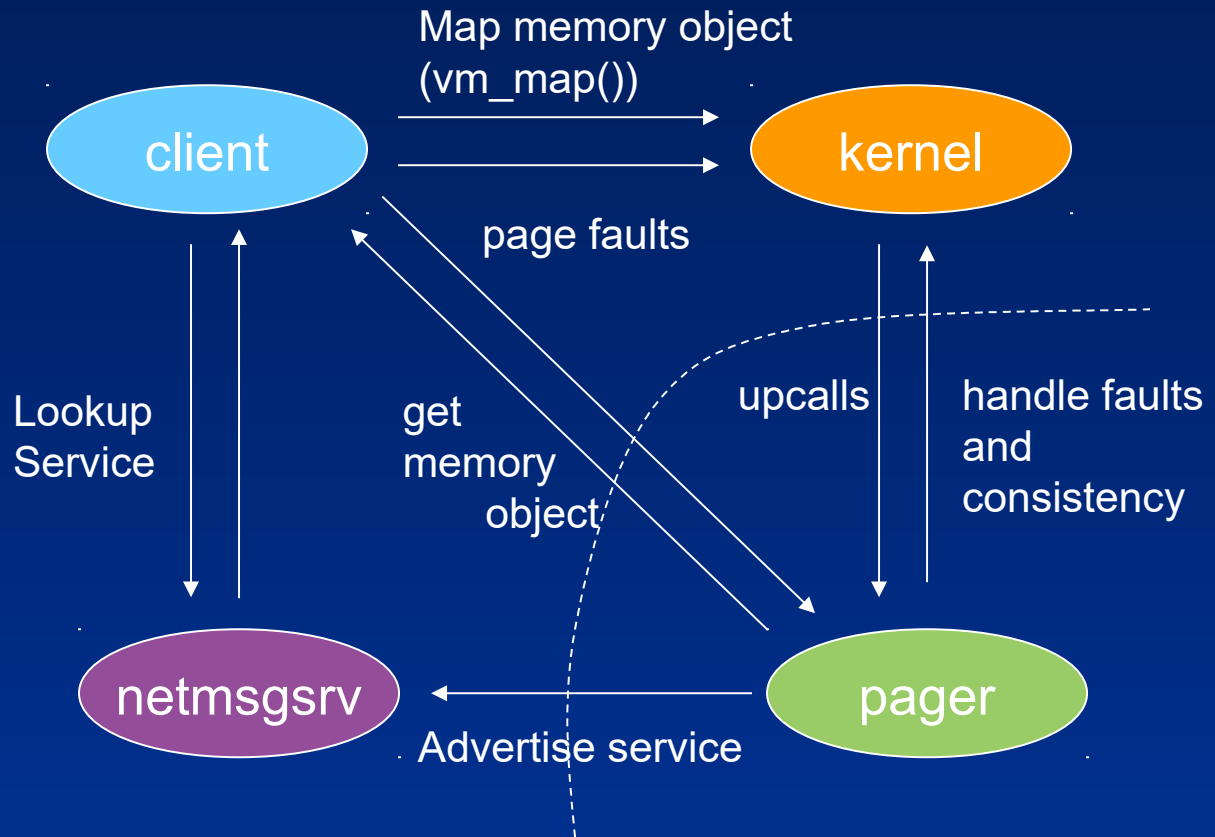 Map memory object
(vm_map())
client
kernel
page faults
Lookup
Service
get
memory
object
upcalls
handle faults
and
consistency
netmsgsrv
pager
Advertise service